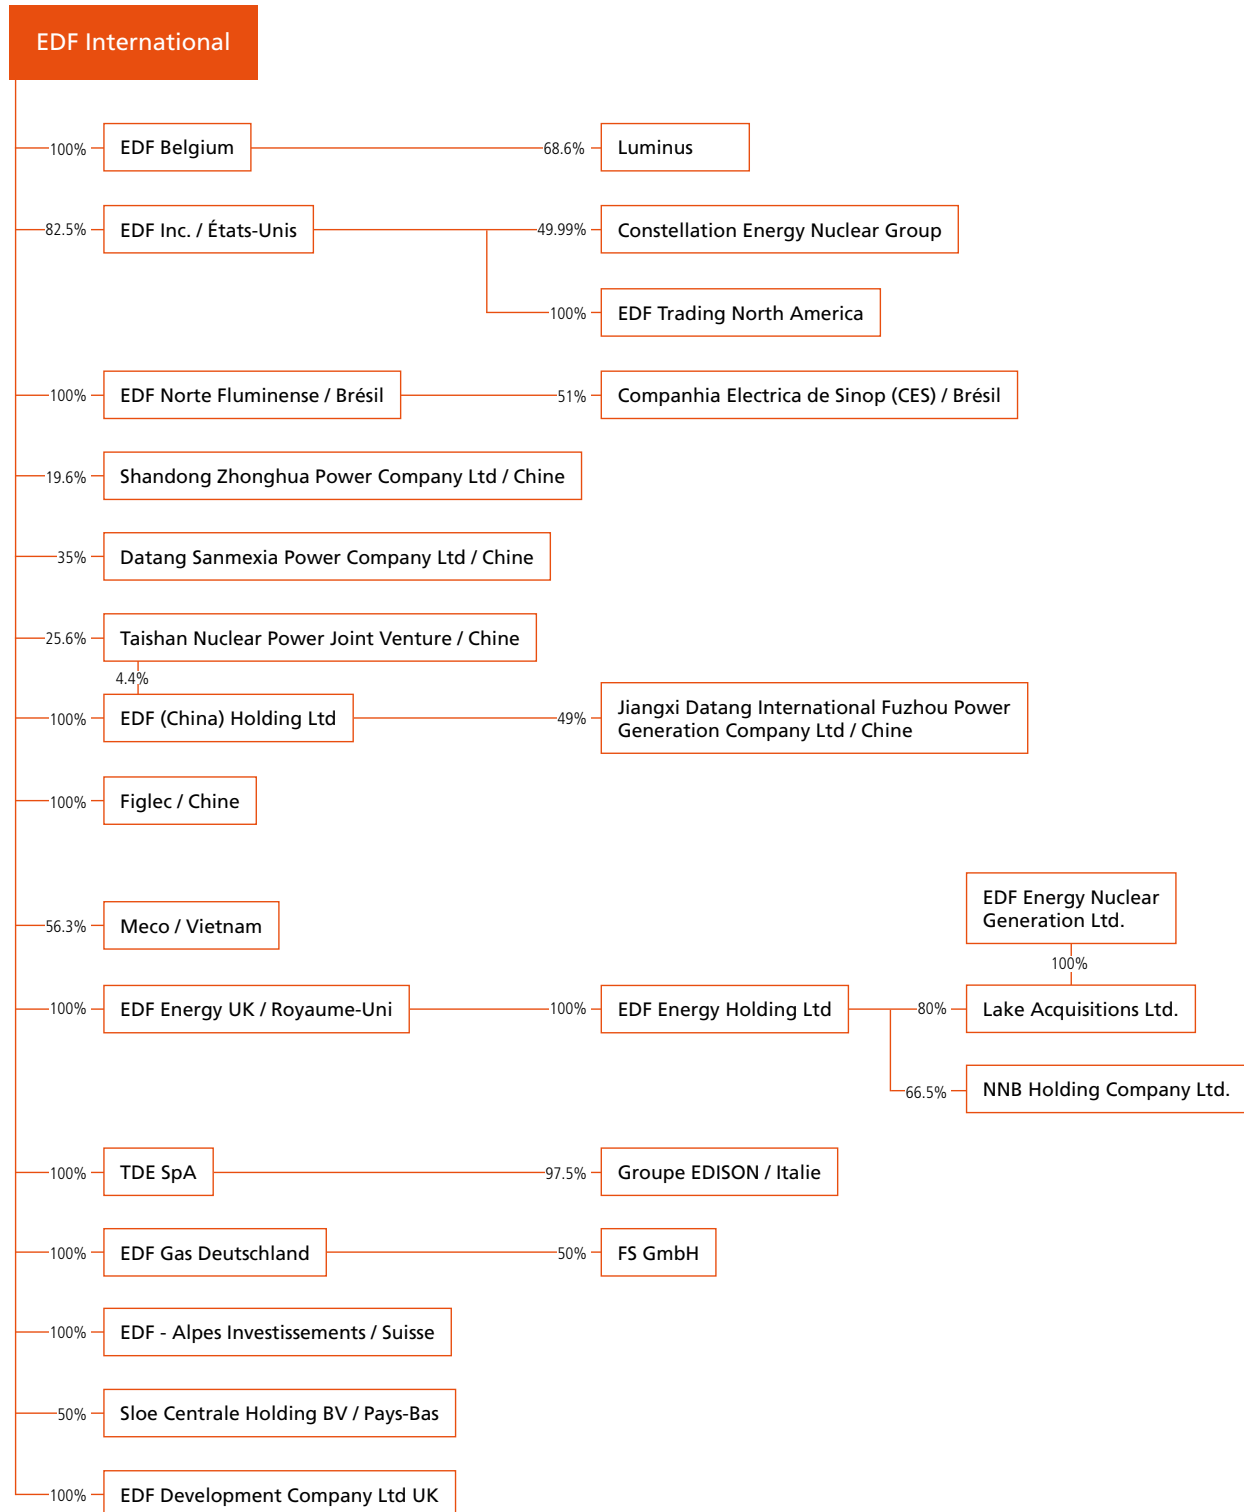 EDF International
100%
EDF Belgium
68.6%
Luminus
82.5%
EDF Inc. / États-Unis
49.99%
Constellation Energy Nuclear Group
100%
EDF Trading North America
100%
EDF Norte Fluminense / Brésil
51%
Companhia Electrica de Sinop (CES) / Brésil
19.6%
Shandong Zhonghua Power Company Ltd / Chine
35%
Datang Sanmexia Power Company Ltd / Chine
25.6%
Taishan Nuclear Power Joint Venture / Chine
4.4%
100%
EDF (China) Holding Ltd
49%
Jiangxi Datang International Fuzhou Power
Generation Company Ltd / Chine
100%
Figlec / Chine
56.3%
Meco / Vietnam
EDF Energy Nuclear
Generation Ltd.
100%
100%
EDF Energy UK / Royaume-Uni
100%
EDF Energy Holding Ltd
80%
Lake Acquisitions Ltd.
66.5%
NNB Holding Company Ltd.
100%
TDE SpA
97.5%
Groupe EDISON / Italie
100%
EDF Gas Deutschland
50%
FS GmbH
100%
EDF - Alpes Investissements / Suisse
50%
Sloe Centrale Holding BV / Pays-Bas
100%
EDF Development Company Ltd UK